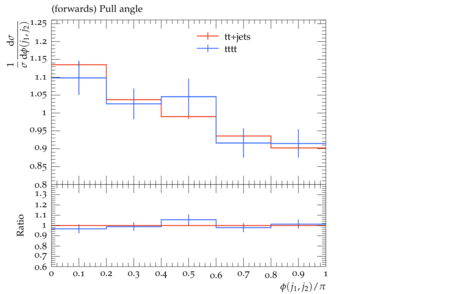 (forwards) Pull angle
1/σ dσ/dϕ(j₁, j₂)
1.25
1.2
1.15
1.1
1.05
1
0.95
0.9
0.85
0.8
tt+jets
tttt
Ratio
1.3
1.2
1.1
1
0.9
0.8
0.7
0.6
0 0.1 0.2 0.3 0.4 0.5 0.6 0.7 0.8 0.9 1
ϕ(j₁, j₂)/π